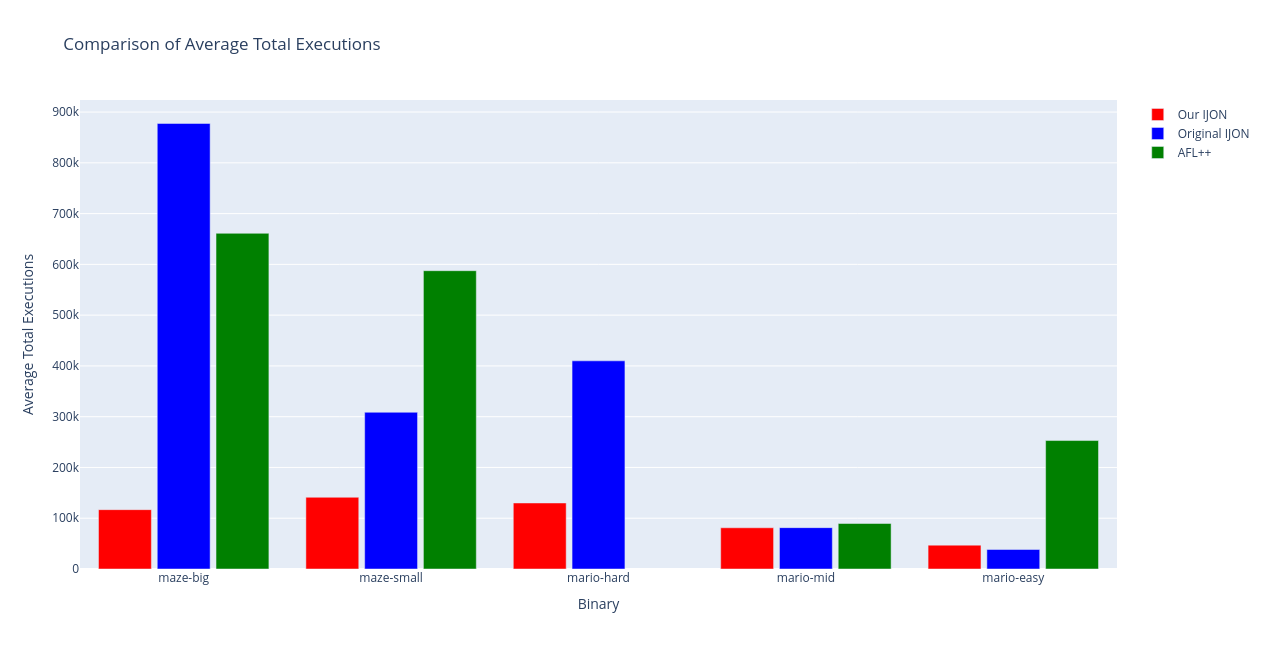 Comparison of Average Total Executions
900k
800k
700k
600k
500k
400k
300k
200k
100k
0
Average Total Executions
maze-big
maze-small
mario-hard
mario-mid
mario-easy
Binary
Our IJON
Original IJON
AFL++